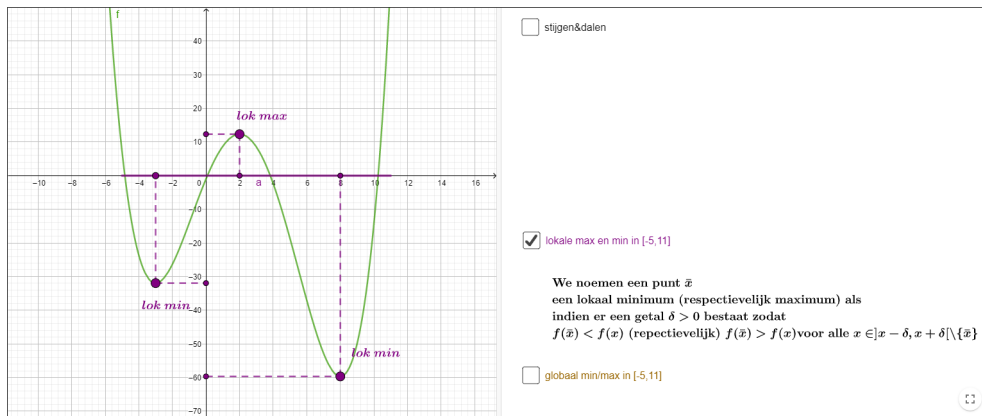 f
40
30
20
lok max
10
−10 −8 −6 −4 −2 0 2 a 4 6 8 10 12 14 16
−10
−20
−30
lok min
−40
−50
lok min
−60
−70
stijgen&dalen
lokale max en min in [-5,11]
We noemen een punt x̄
een lokaal minimum (respectievelijk maximum) als
indien er een getal δ > 0 bestaat zodat
f(x̄) < f(x) (repectievelijk) f(x̄) > f(x)voor alle x ∈]x − δ, x + δ[\{x̄}
globaal min/max in [-5,11]